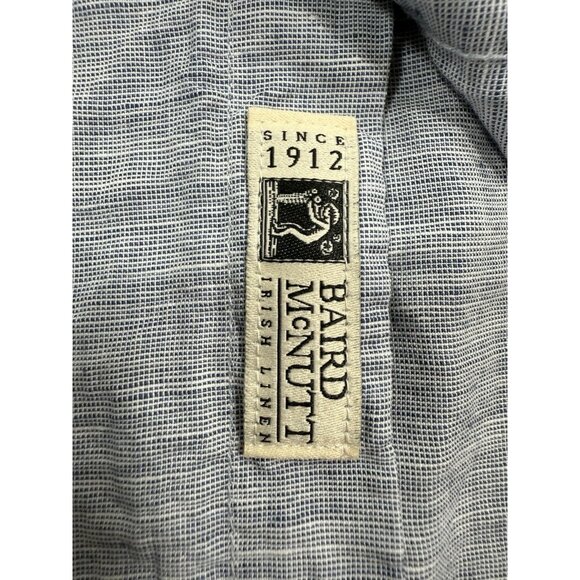 SINCE
1912
BAIRD
McNUTT
IRISH LINEN